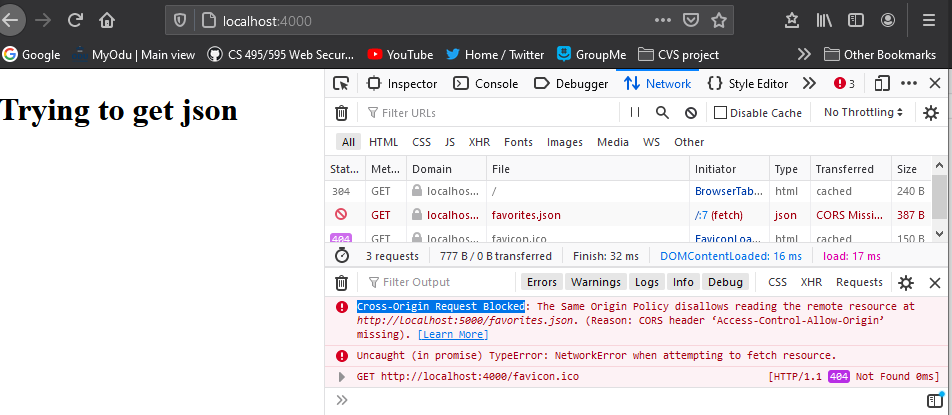 localhost:4000
Google MyOdu | Main view CS 495/595 Web Secur... YouTube Home / Twitter GroupMe CVS project Other Bookmarks
Trying to get json
Inspector Console Debugger Network Style Editor 3
Filter URLs Disable Cache No Throttling
All HTML CSS JS XHR Fonts Images Media WS Other
Stat... Met... Domain File Initiator Type Transferred Size
304 GET localhos... / BrowserTab... html cached 240 B
GET localhos... favorites.json /:7 (fetch) json CORS Missi... 387 B
404 GET localhos... favicon.ico FaviconLoa... html cached 150 B
3 requests 777 B / 0 B transferred Finish: 32 ms DOMContentLoaded: 16 ms load: 17 ms
Filter Output Errors Warnings Logs Info Debug CSS XHR Requests
Cross-Origin Request Blocked: The Same Origin Policy disallows reading the remote resource at
http://localhost:5000/favorites.json. (Reason: CORS header ‘Access-Control-Allow-Origin’
missing). [Learn More]
Uncaught (in promise) TypeError: NetworkError when attempting to fetch resource.
GET http://localhost:4000/favicon.ico [HTTP/1.1 404 Not Found 0ms]